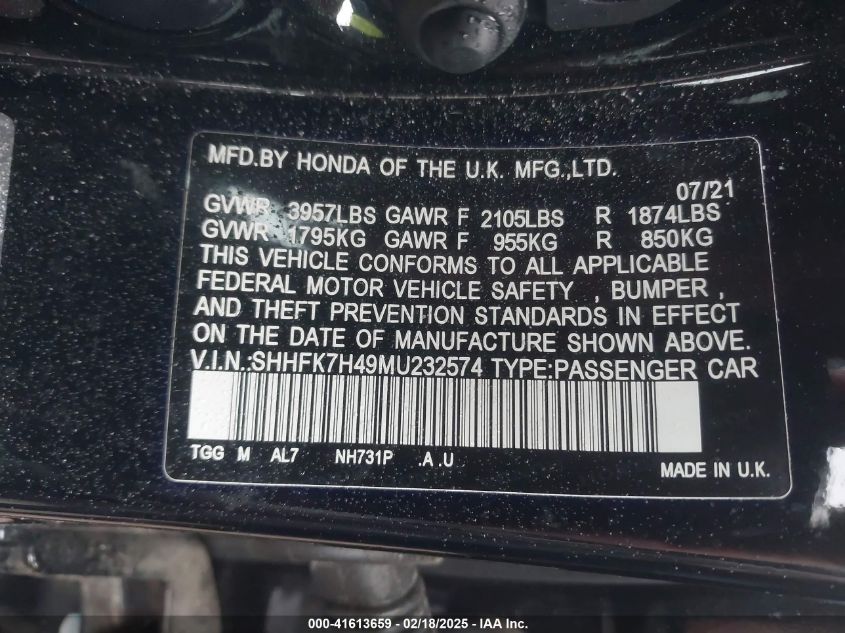 MFD.BY HONDA OF THE U.K. MFG.,LTD.
07/21
GVWR 3957LBS GAWR F 2105LBS R 1874LBS
GVWR 1795KG GAWR F 955KG R 850KG
THIS VEHICLE CONFORMS TO ALL APPLICABLE
FEDERAL MOTOR VEHICLE SAFETY , BUMPER ,
AND THEFT PREVENTION STANDARDS IN EFFECT
ON THE DATE OF MANUFACTURE SHOWN ABOVE.
V.I.N.:SHHFK7H49MU232574 TYPE:PASSENGER CAR
TGG M AL7 NH731P .A .U
MADE IN U.K.
000-41613659 — 02/18/2025 — IAA Inc.